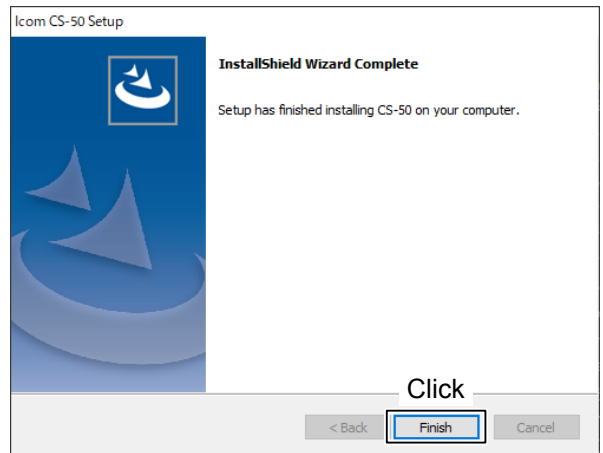 Icom CS-50 Setup
InstallShield Wizard Complete
Setup has finished installing CS-50 on your computer.
Click
< Back Finish Cancel